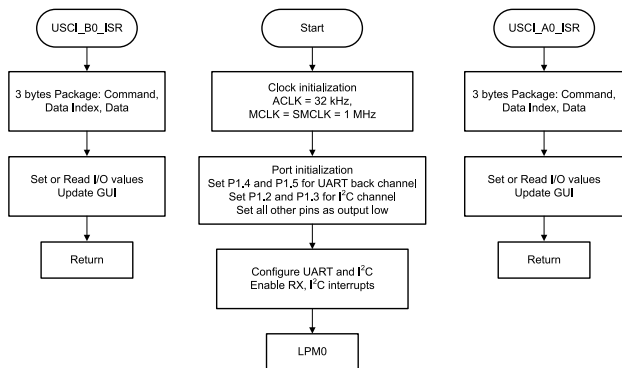 USCI_B0_ISR
3 bytes Package: Command,
Data Index, Data
Set or Read I/O values
Update GUI
Return
Start
Clock initialization
ACLK = 32 kHz,
MCLK = SMCLK = 1 MHz
Port initialization
Set P1.4 and P1.5 for UART back channel
Set P1.2 and P1.3 for I²C channel
Set all other pins as output low
Configure UART and I²C
Enable RX, I²C interrupts
LPM0
USCI_A0_ISR
3 bytes Package: Command,
Data Index, Data
Set or Read I/O values
Update GUI
Return